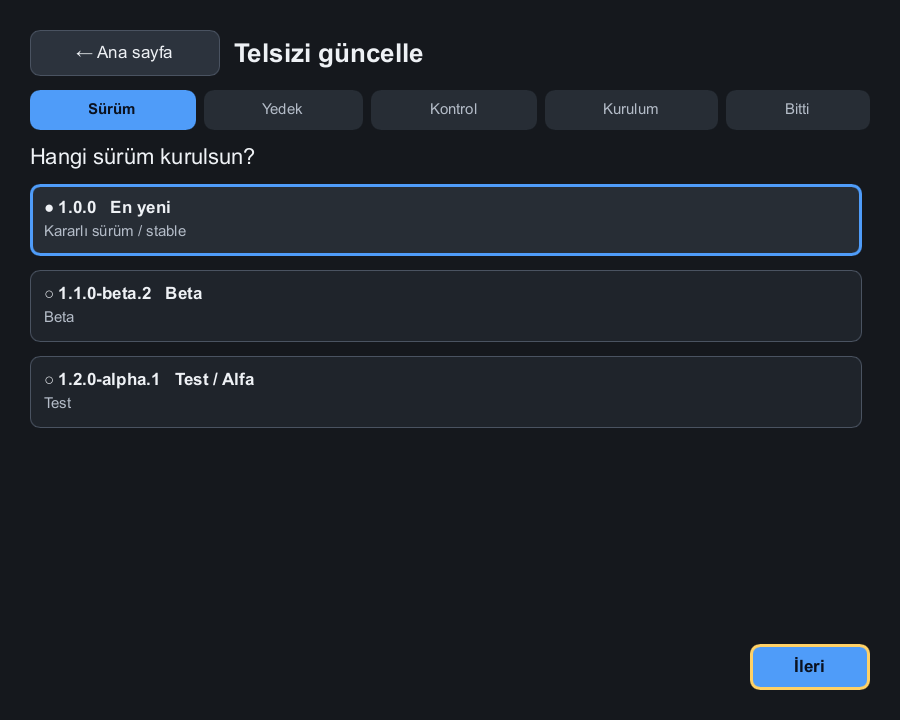 ← Ana sayfa Telsizi güncelle
Sürüm Yedek Kontrol Kurulum Bitti
Hangi sürüm kurulsun?
● 1.0.0 En yeni
Kararlı sürüm / stable
○ 1.1.0-beta.2 Beta
Beta
○ 1.2.0-alpha.1 Test / Alfa
Test
İleri